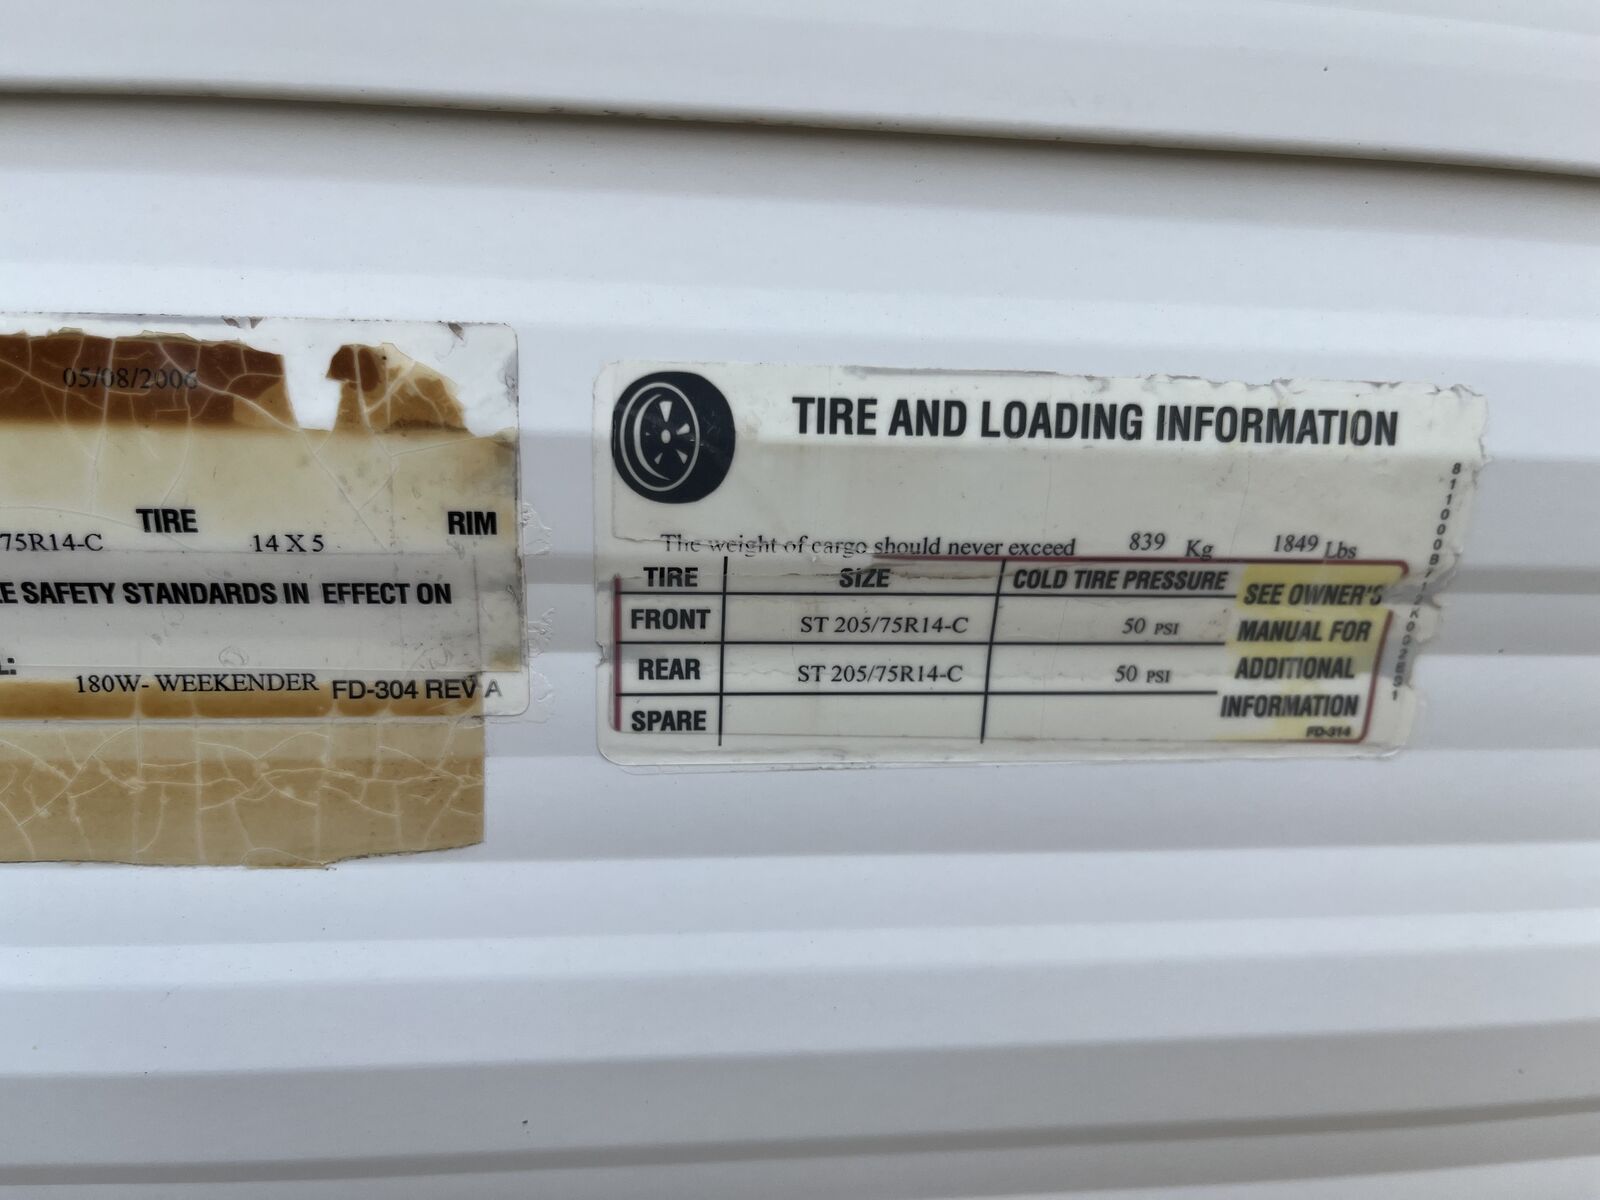 05/08/2006
TIRE RIM
75R14-C 14 X 5
E SAFETY STANDARDS IN EFFECT ON
L:
180W- WEEKENDER FD-304 REV A
TIRE AND LOADING INFORMATION
The weight of cargo should never exceed 839 Kg 1849 Lbs
TIRE SIZE COLD TIRE PRESSURE SEE OWNER'S
FRONT ST 205/75R14-C 50 PSI MANUAL FOR
REAR ST 205/75R14-C 50 PSI ADDITIONAL
SPARE INFORMATION
FD-314